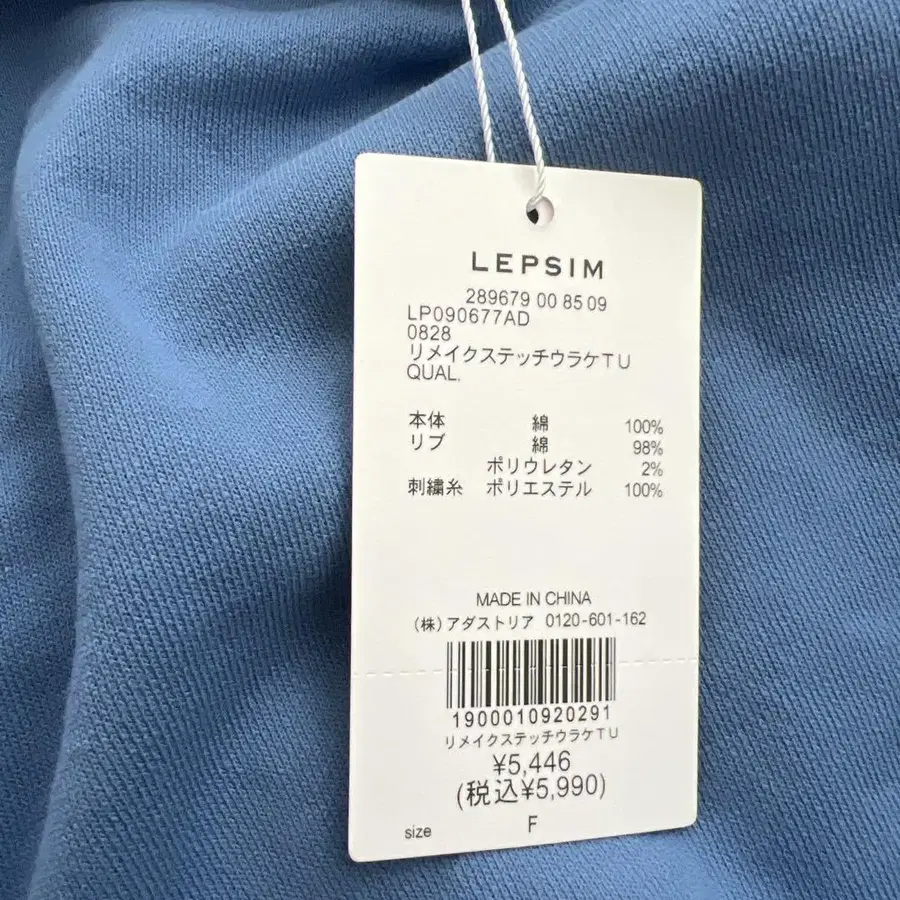 LEPSIM
289679 00 85 09
LP090677AD
0828
リメイクステッチウラケTU
QUAL.
本体 綿 100%
リブ 綿 98%
ポリウレタン 2%
刺繍糸 ポリエステル 100%
MADE IN CHINA
(株)アダストリア 0120-601-162
1900010920291
リメイクステッチウラケTU
¥5,446
(税込¥5,990)
size F